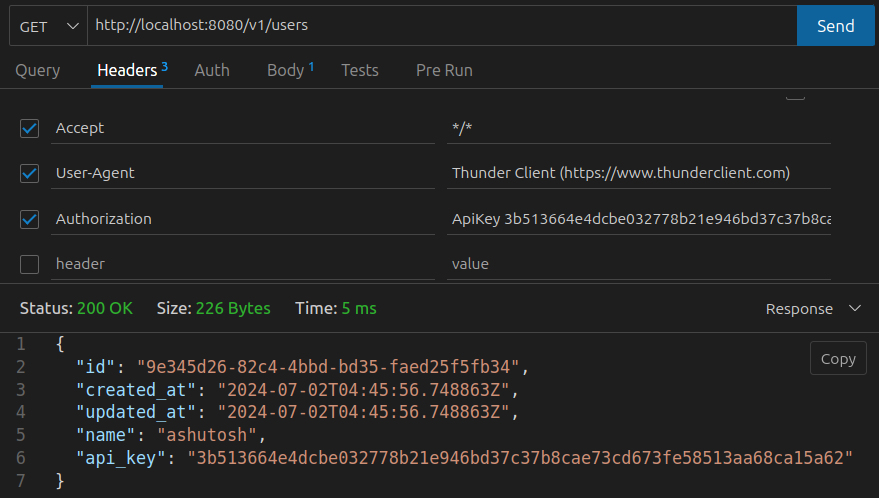 GET http://localhost:8080/v1/users Send
Query Headers 3 Auth Body 1 Tests Pre Run
Accept */*
User-Agent Thunder Client (https://www.thunderclient.com)
Authorization ApiKey 3b513664e4dcbe032778b21e946bd37c37b8ca
header value
Status: 200 OK Size: 226 Bytes Time: 5 ms Response
1 {
Copy
2 "id": "9e345d26-82c4-4bbd-bd35-faed25f5fb34",
3 "created_at": "2024-07-02T04:45:56.748863Z",
4 "updated_at": "2024-07-02T04:45:56.748863Z",
5 "name": "ashutosh",
6 "api_key": "3b513664e4dcbe032778b21e946bd37c37b8cae73cd673fe58513aa68ca15a62"
7 }